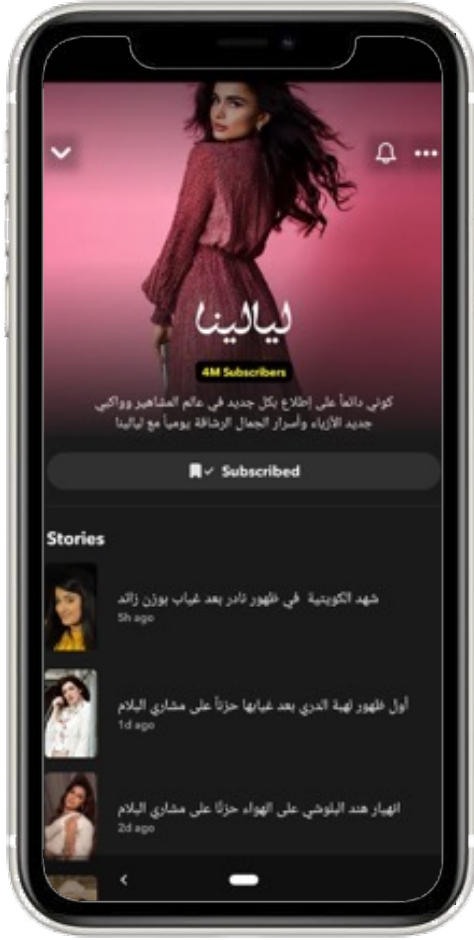 ليالينا
4M Subscribers
كوني دائماً على إطلاع بكل جديد في عالم المشاهير وواكبي
جديد الأزياء وأسرار الجمال الرشاقة يومياً مع ليالينا
Subscribed
Stories
شهد الكويتية في ظهور نادر بعد غياب بوزن زائد
5h ago
أول ظهور لهبة الدري بعد غيابها حزناً على مشاري البلام
1d ago
انهيار هند البلوشي على الهواء حزنًا على مشاري البلام
2d ago